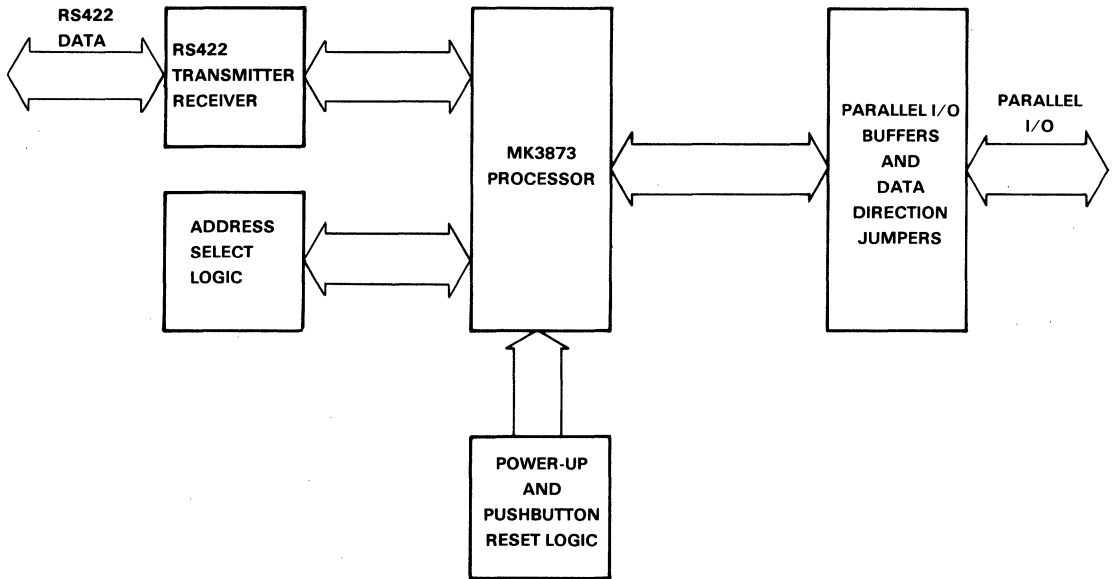 RS422
DATA
RS422
TRANSMITTER
RECEIVER
ADDRESS
SELECT
LOGIC
MK3873
PROCESSOR
POWER-UP
AND
PUSHBUTTON
RESET LOGIC
PARALLEL I/O
BUFFERS
AND
DATA
DIRECTION
JUMPERS
PARALLEL
I/O